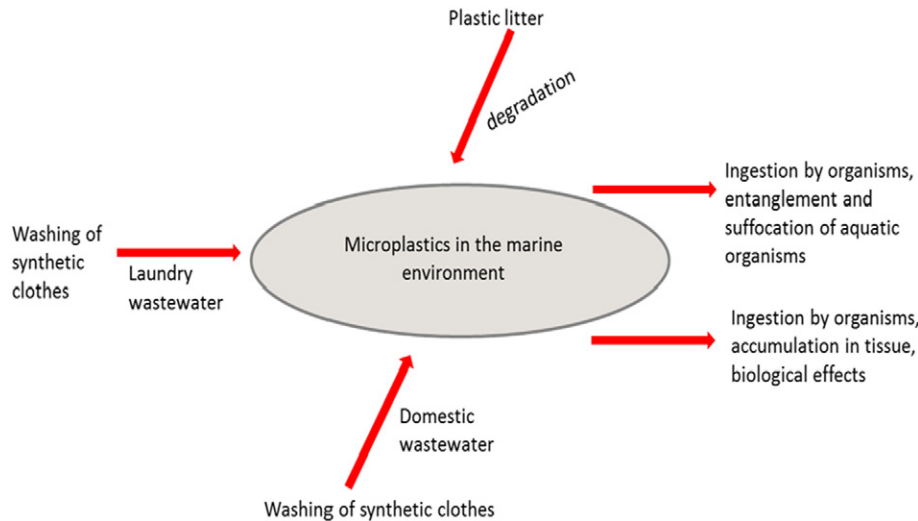 Plastic litter
degradation
Ingestion by organisms,
entanglement and
suffocation of aquatic
organisms
Washing of
synthetic
clothes
Laundry
wastewater
Microplastics in the marine
environment
Ingestion by organisms,
accumulation in tissue,
biological effects
Domestic
wastewater
Washing of synthetic clothes